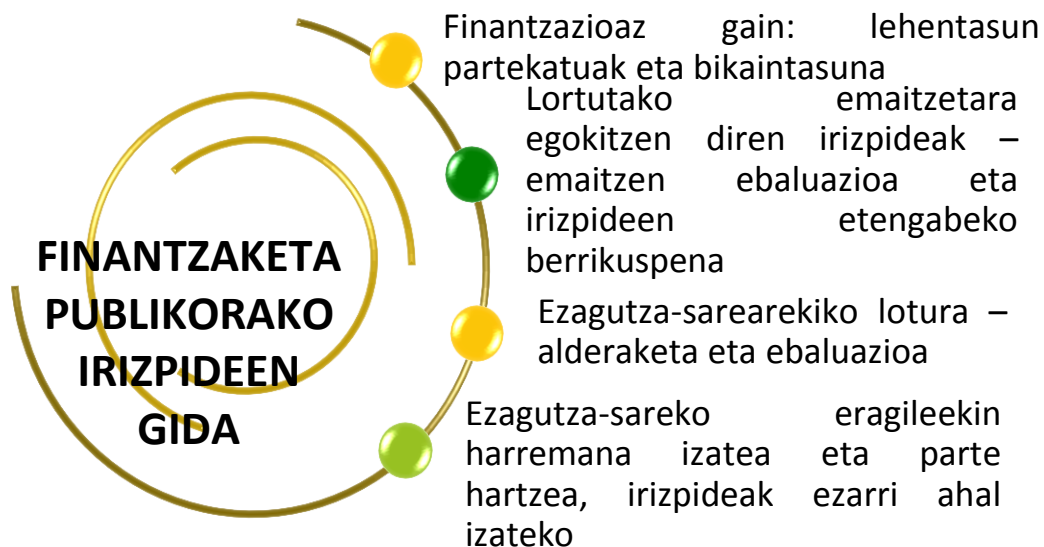 Finantzazioaz gain: lehentasun
partekatuak eta bikaintasuna
Lortutako emaitzetara
egokitzen diren irizpideak –
emaitzen ebaluazioa eta
irizpideen etengabeko
berrikuspena
Ezagutza-sarearekiko lotura –
alderaketa eta ebaluazioa
Ezagutza-sareko eragileekin
harremana izatea eta parte
hartzea, irizpideak ezarri ahal
izateko
FINANTZAKETA
PUBLIKORAKO
IRIZPIDEEN
GIDA